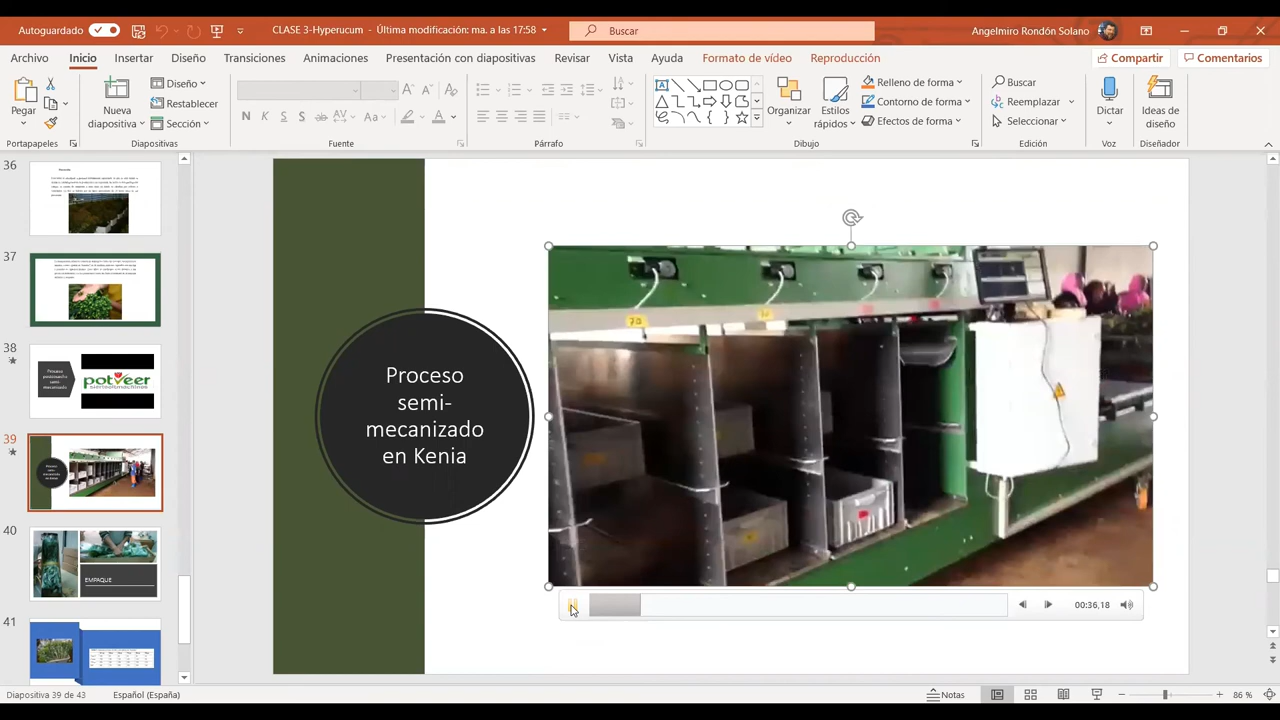 Autoguardado
CLASE 3-Hyperucum - Última modificación: ma. a las 17:58
Buscar
Angelmiro Rondón Solano
Archivo Inicio Insertar Diseño Transiciones Animaciones Presentación con diapositivas Revisar Vista Ayuda Formato de vídeo Reproducción Compartir Comentarios
Pegar
Nueva diapositiva
Diseño
Restablecer
Sección
N
S
S
ab
AV
Aa
A
Organizar
Estilos rápidos
Relleno de forma
Contorno de forma
Efectos de forma
Buscar
Reemplazar
Seleccionar
Dictar
Ideas de diseño
Portapapeles Diapositivas Fuente Párrafo Dibujo Edición Voz Diseñador
36
37
38
potveer
39
40
EMPAQUE
41
Proceso
semi-
mecanizado
en Kenia
70
00:36,18
Diapositiva 39 de 43
Español (España)
Notas
86 %